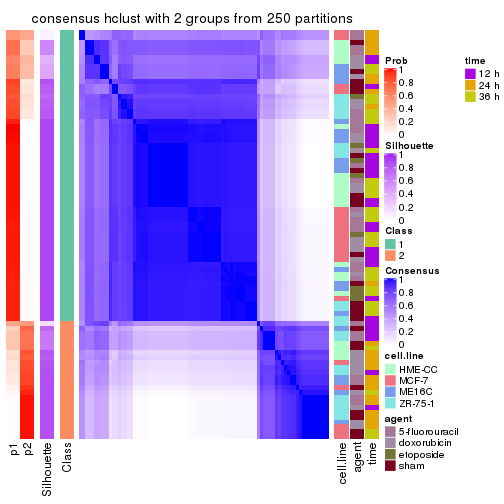 consensus hclust with 2 groups from 250 partitions
Prob
1
0.8
0.6
0.4
0.2
0
time
12 h
24 h
36 h
Silhouette
1
0.8
0.6
0.4
0.2
0
Class
1
2
Consensus
1
0.8
0.6
0.4
0.2
0
cell.line
HME-CC
MCF-7
ME16C
ZR-75-1
agent
5-fluorouracil
doxorubicin
etoposide
sham
p1
p2
Silhouette
Class
cell.line
agent
time